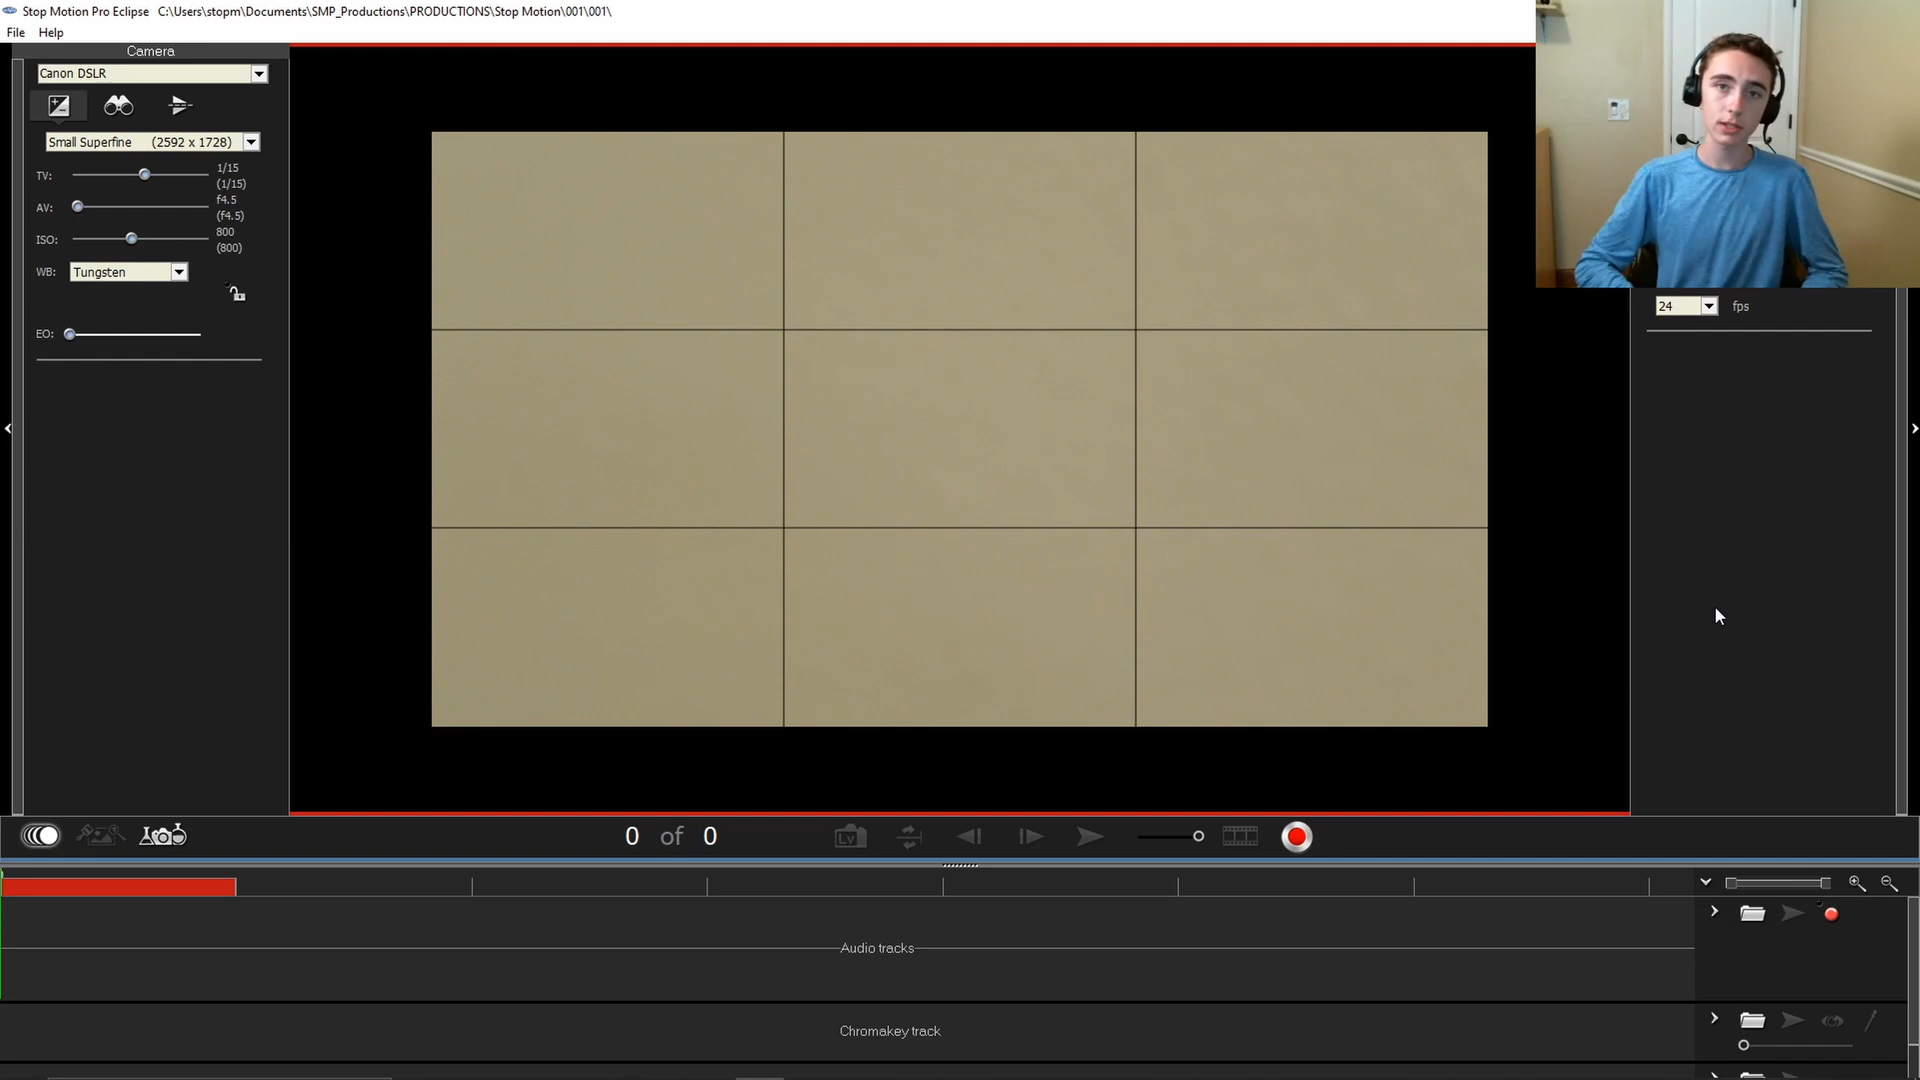 Stop Motion Pro Eclipse C:\Users\stopm\Documents\SMP_Productions\PRODUCTIONS\Stop Motion\001\001\
File Help
Camera
Canon DSLR
Small Superfine (2592 x 1728)
TV: 1/15
(1/15)
AV: f4.5
(f4.5)
ISO: 800
(800)
WB: Tungsten
EO:
24 fps
0 of 0
LV
Audio tracks
Chromakey track